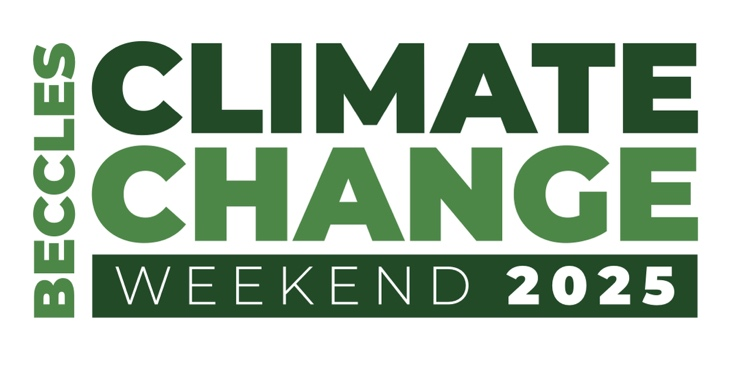 BECCLES
CLIMATE
CHANGE
WEEKEND 2025